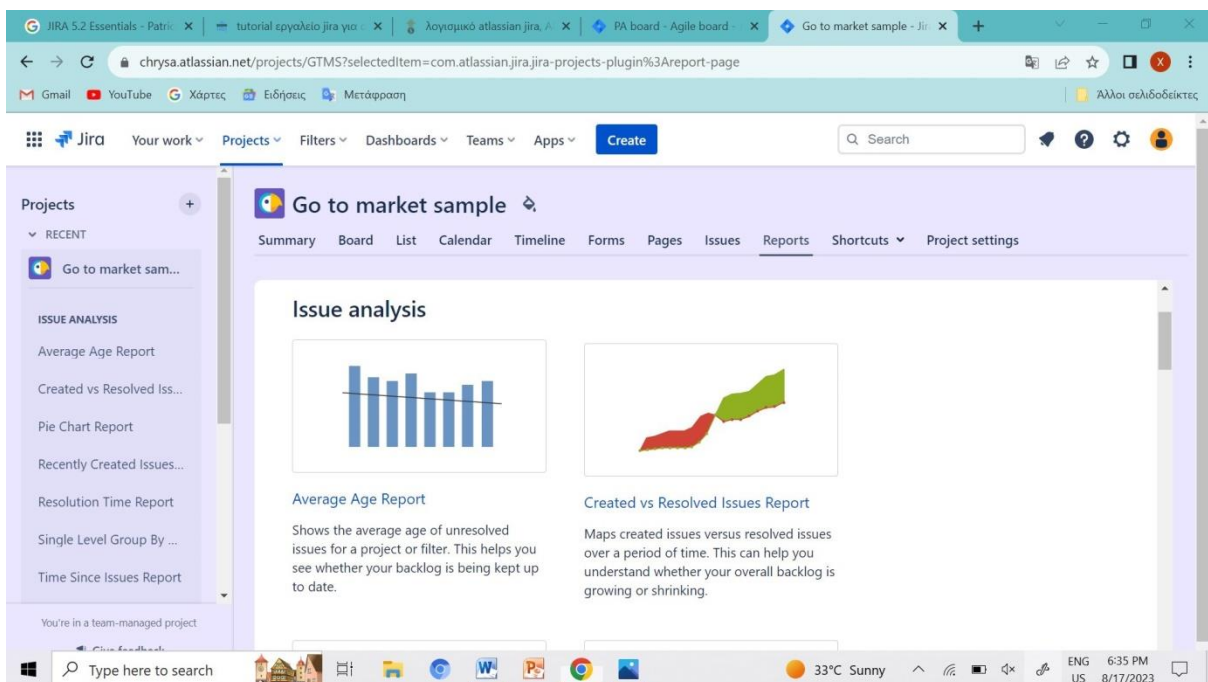 JIRA 5.2 Essentials - Patric
tutorial εργαλείο jira για
λογισμικό atlassian jira, A
PA board - Agile board -
Go to market sample - Jir
chrysa.atlassian.net/projects/GTMS?selectedItem=com.atlassian.jira.jira-projects-plugin%3Areport-page
X
Gmail YouTube Χάρτες Ειδήσεις Μετάφραση Άλλοι σελιδοδείκτες
Jira Your work Projects Filters Dashboards Teams Apps Create Search
Projects
RECENT
Go to market sam...
ISSUE ANALYSIS
Average Age Report
Created vs Resolved Iss...
Pie Chart Report
Recently Created Issues...
Resolution Time Report
Single Level Group By ...
Time Since Issues Report
You're in a team-managed project
Give feedback
Go to market sample
Summary Board List Calendar Timeline Forms Pages Issues Reports Shortcuts Project settings
Issue analysis
Average Age Report
Shows the average age of unresolved
issues for a project or filter. This helps you
see whether your backlog is being kept up
to date.
Created vs Resolved Issues Report
Maps created issues versus resolved issues
over a period of time. This can help you
understand whether your overall backlog is
growing or shrinking.
Type here to search
33°C Sunny
ENG
US
6:35 PM
8/17/2023